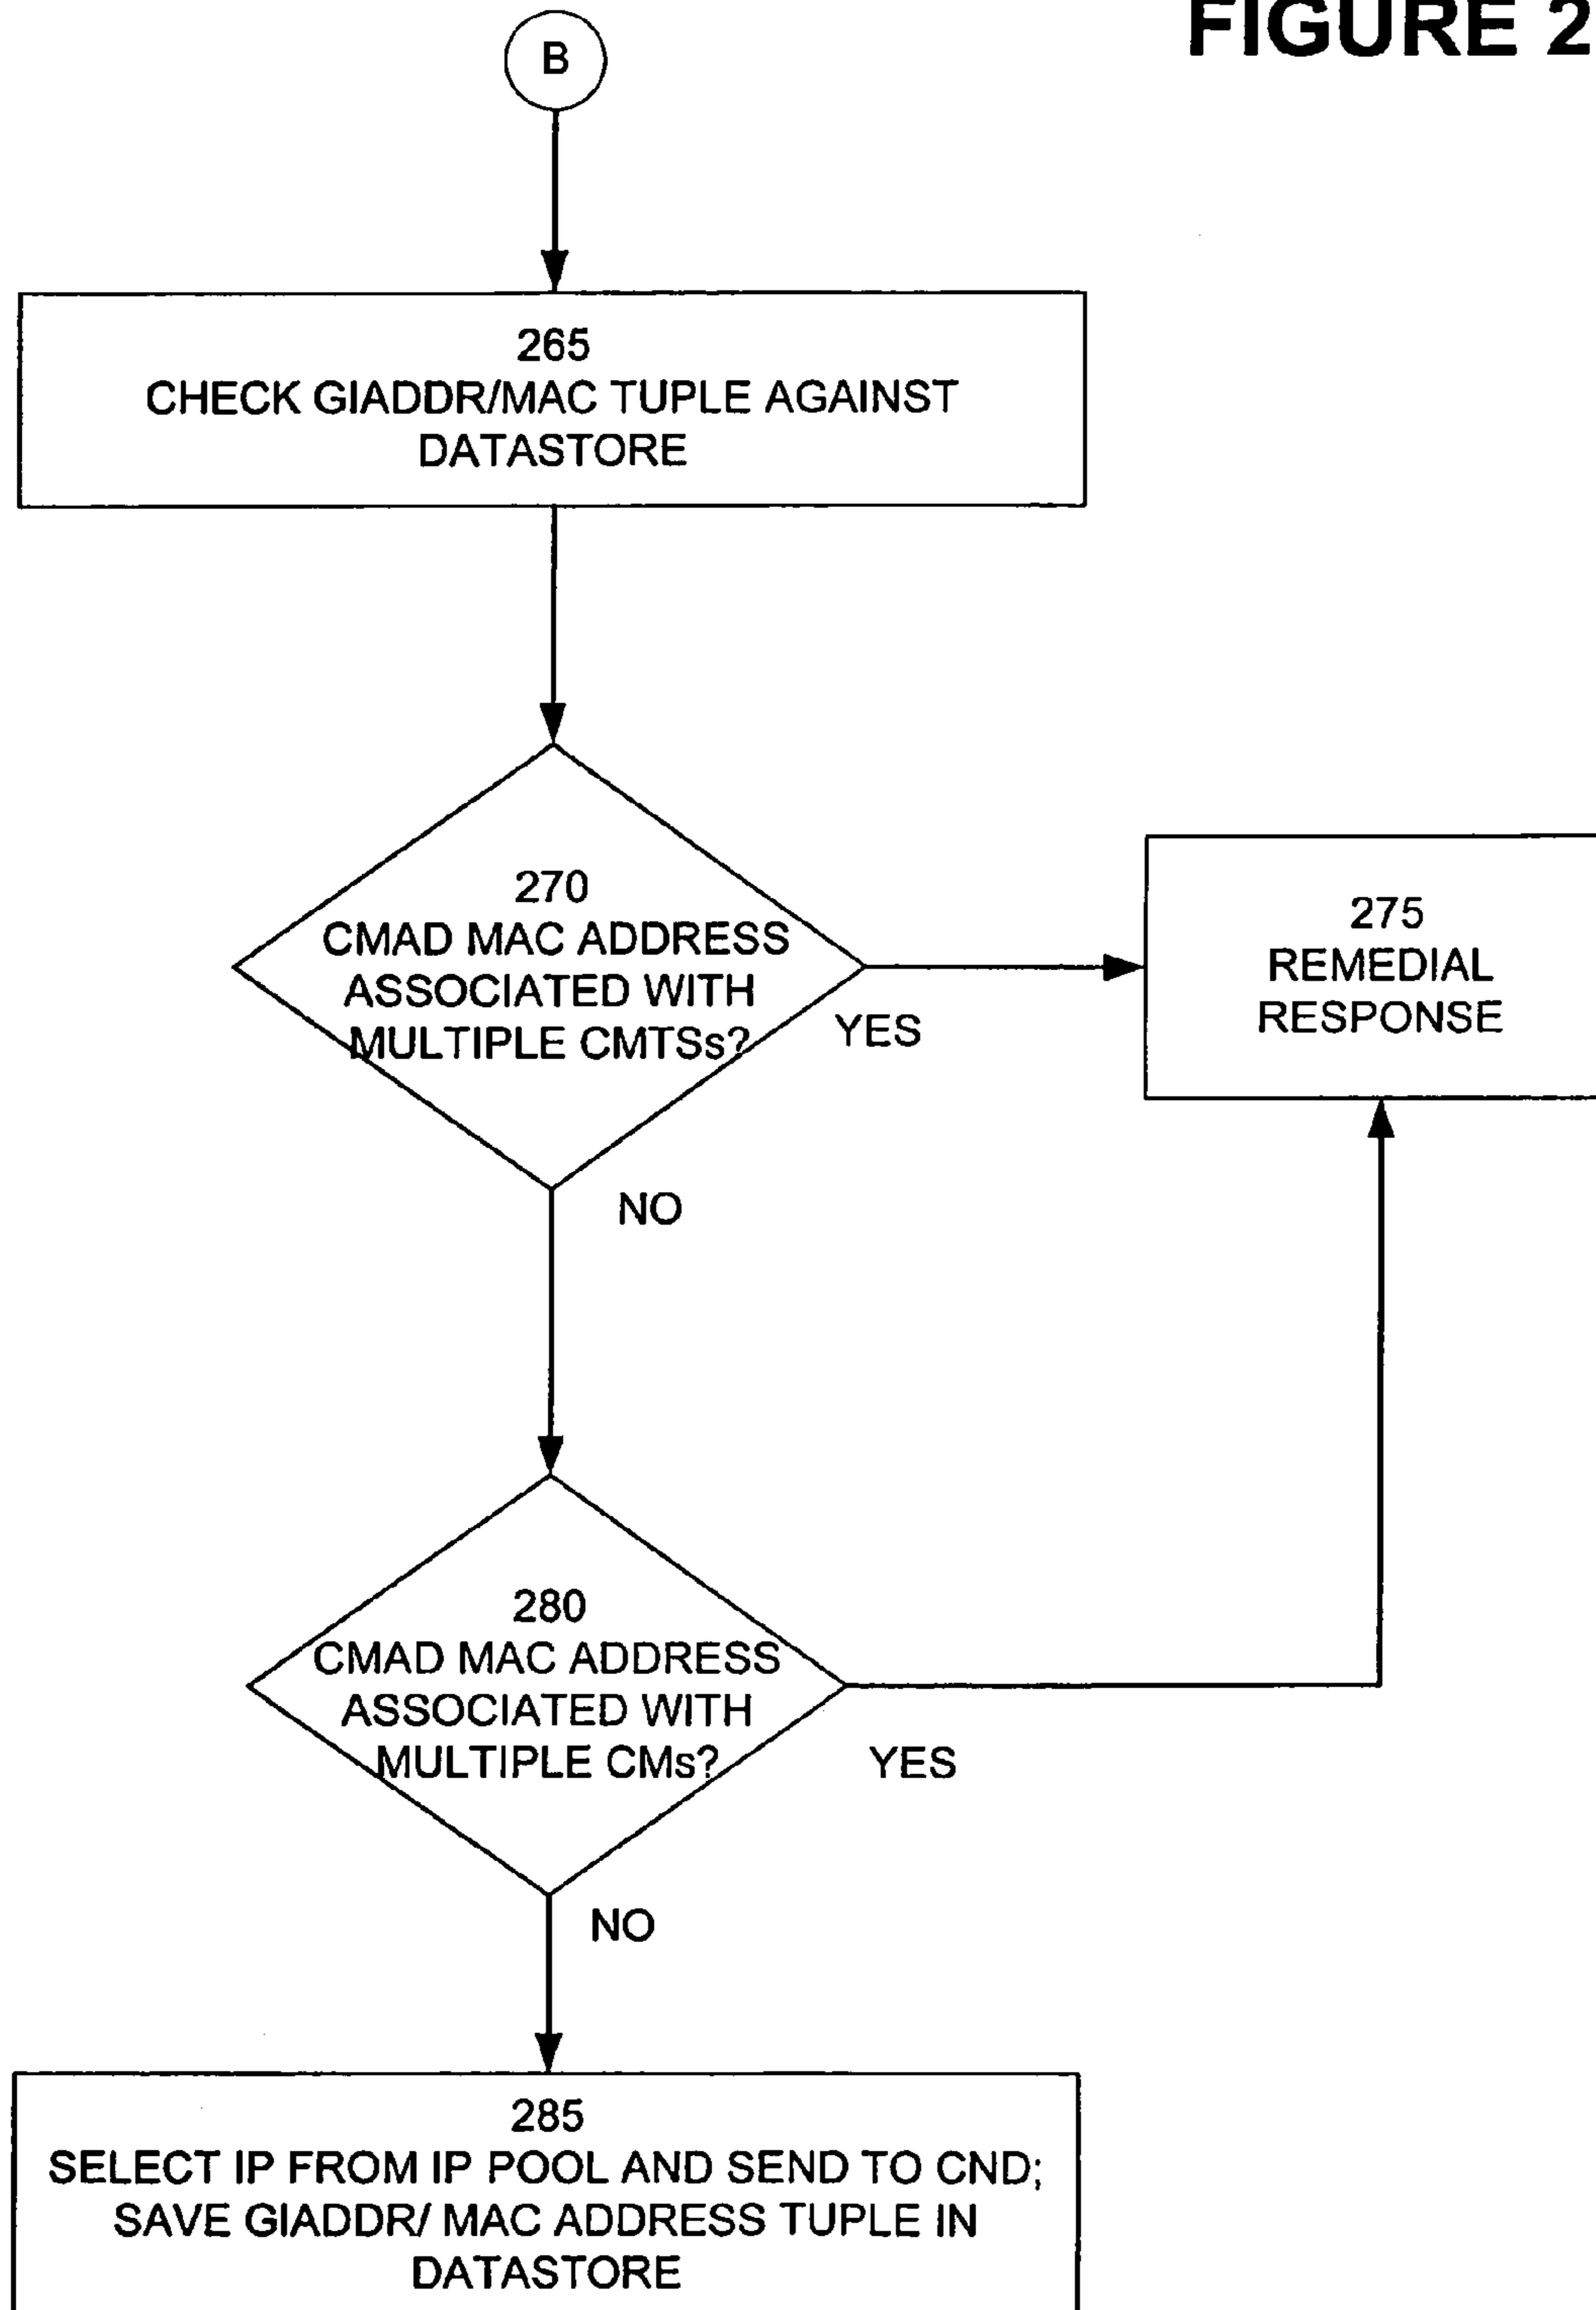 FIGURE 2
B
265
CHECK GIADDR/MAC TUPLE AGAINST
DATASTORE
270
CMAD MAC ADDRESS
ASSOCIATED WITH
MULTIPLE CMTSs?
YES
275
REMEDIAL
RESPONSE
NO
280
CMAD MAC ADDRESS
ASSOCIATED WITH
MULTIPLE CMs?
YES
NO
285
SELECT IP FROM IP POOL AND SEND TO CND;
SAVE GIADDR/ MAC ADDRESS TUPLE IN
DATASTORE